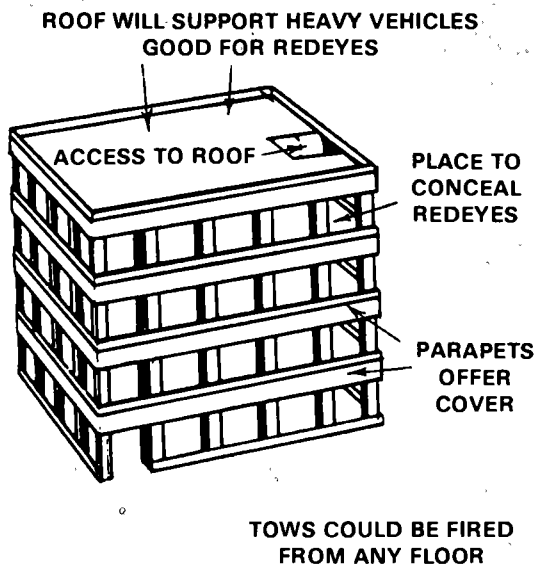 ROOF WILL SUPPORT HEAVY VEHICLES
GOOD FOR REDEYES
ACCESS TO ROOF
PLACE TO
CONCEAL
REDEYES
PARAPETS
OFFER
COVER
TOWS COULD BE FIRED
FROM ANY FLOOR